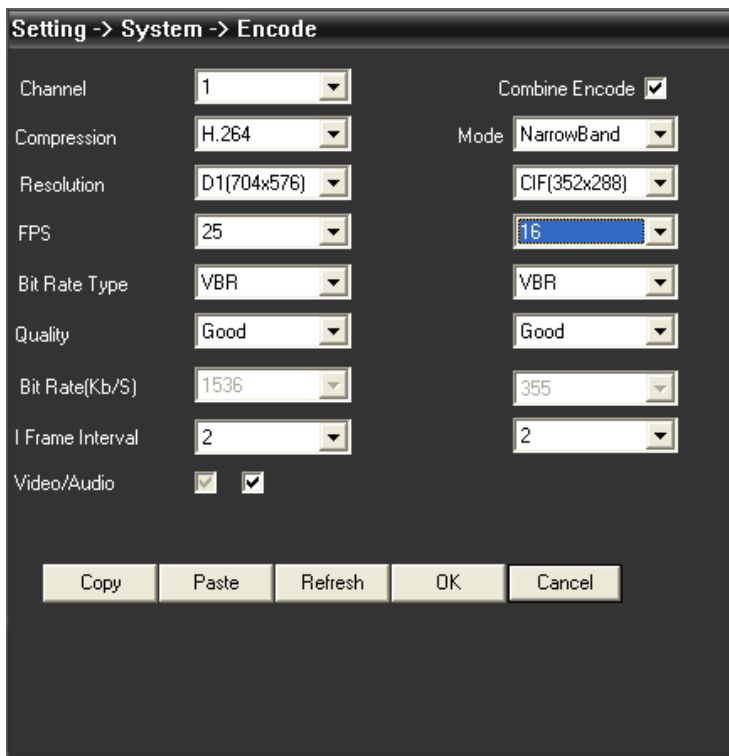 Setting -> System -> Encode
Channel 1 Combine Encode
Compression H.264 Mode NarrowBand
Resolution D1(704x576) CIF(352x288)
FPS 25 16
Bit Rate Type VBR VBR
Quality Good Good
Bit Rate(Kb/S) 1536 355
I Frame Interval 2 2
Video/Audio
Copy Paste Refresh OK Cancel